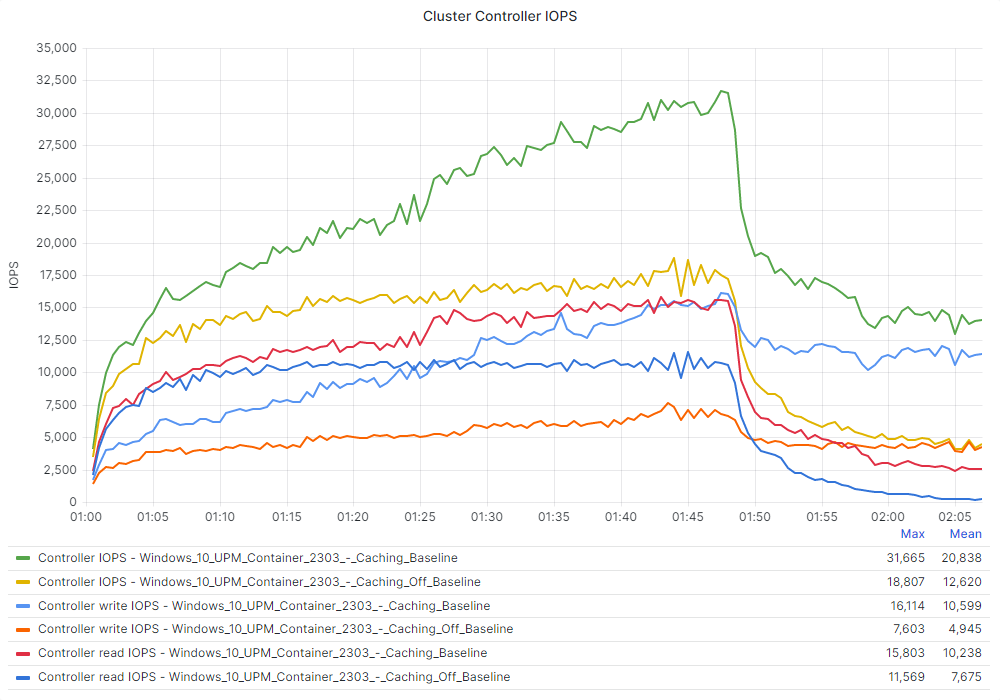 Cluster Controller IOPS
35,000
32,500
30,000
27,500
25,000
22,500
20,000
17,500
15,000
12,500
10,000
7,500
5,000
2,500
0
IOPS
01:00 01:05 01:10 01:15 01:20 01:25 01:30 01:35 01:40 01:45 01:50 01:55 02:00 02:05
Max Mean
Controller IOPS - Windows_10_UPM_Container_2303_-_Caching_Baseline 31,665 20,838
Controller IOPS - Windows_10_UPM_Container_2303_-_Caching_Off_Baseline 18,807 12,620
Controller write IOPS - Windows_10_UPM_Container_2303_-_Caching_Baseline 16,114 10,599
Controller write IOPS - Windows_10_UPM_Container_2303_-_Caching_Off_Baseline 7,603 4,945
Controller read IOPS - Windows_10_UPM_Container_2303_-_Caching_Baseline 15,803 10,238
Controller read IOPS - Windows_10_UPM_Container_2303_-_Caching_Off_Baseline 11,569 7,675